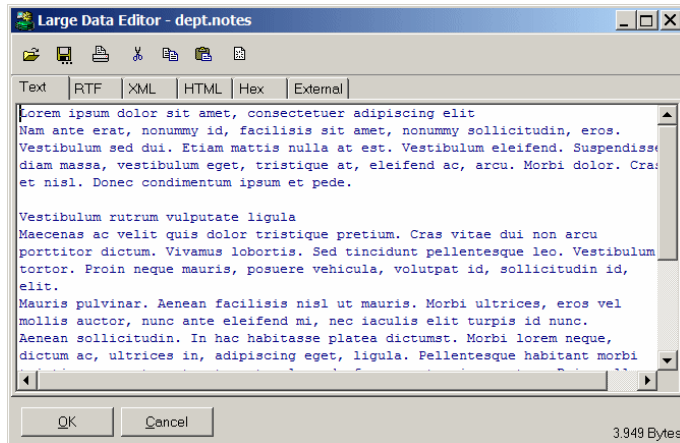 Large Data Editor - dept.notes
Text RTF XML HTML Hex External
Lorem ipsum dolor sit amet, consectetuer adipiscing elit
Nam ante erat, nonummy id, facilisis sit amet, nonummy sollicitudin, eros.
Vestibulum sed dui. Etiam mattis nulla at est. Vestibulum eleifend. Suspendisse
diam massa, vestibulum eget, tristique at, eleifend ac, arcu. Morbi dolor. Cras
et nisl. Donec condimentum ipsum et pede.
Vestibulum rutrum vulputate ligula
Maecenas ac velit quis dolor tristique pretium. Cras vitae dui non arcu
porttitor dictum. Vivamus lobortis. Sed tincidunt pellentesque leo. Vestibulum
tortor. Proin neque mauris, posuere vehicula, volutpat id, sollicitudin id,
elit.
Mauris pulvinar. Aenean facilisis nisl ut mauris. Morbi ultrices, eros vel
mollis auctor, nunc ante eleifend mi, nec iaculis elit turpis id nunc.
Aenean sollicitudin. In hac habitasse platea dictumst. Morbi lorem neque,
dictum ac, ultrices in, adipiscing eget, ligula. Pellentesque habitant morbi
OK Cancel
3.949 Bytes